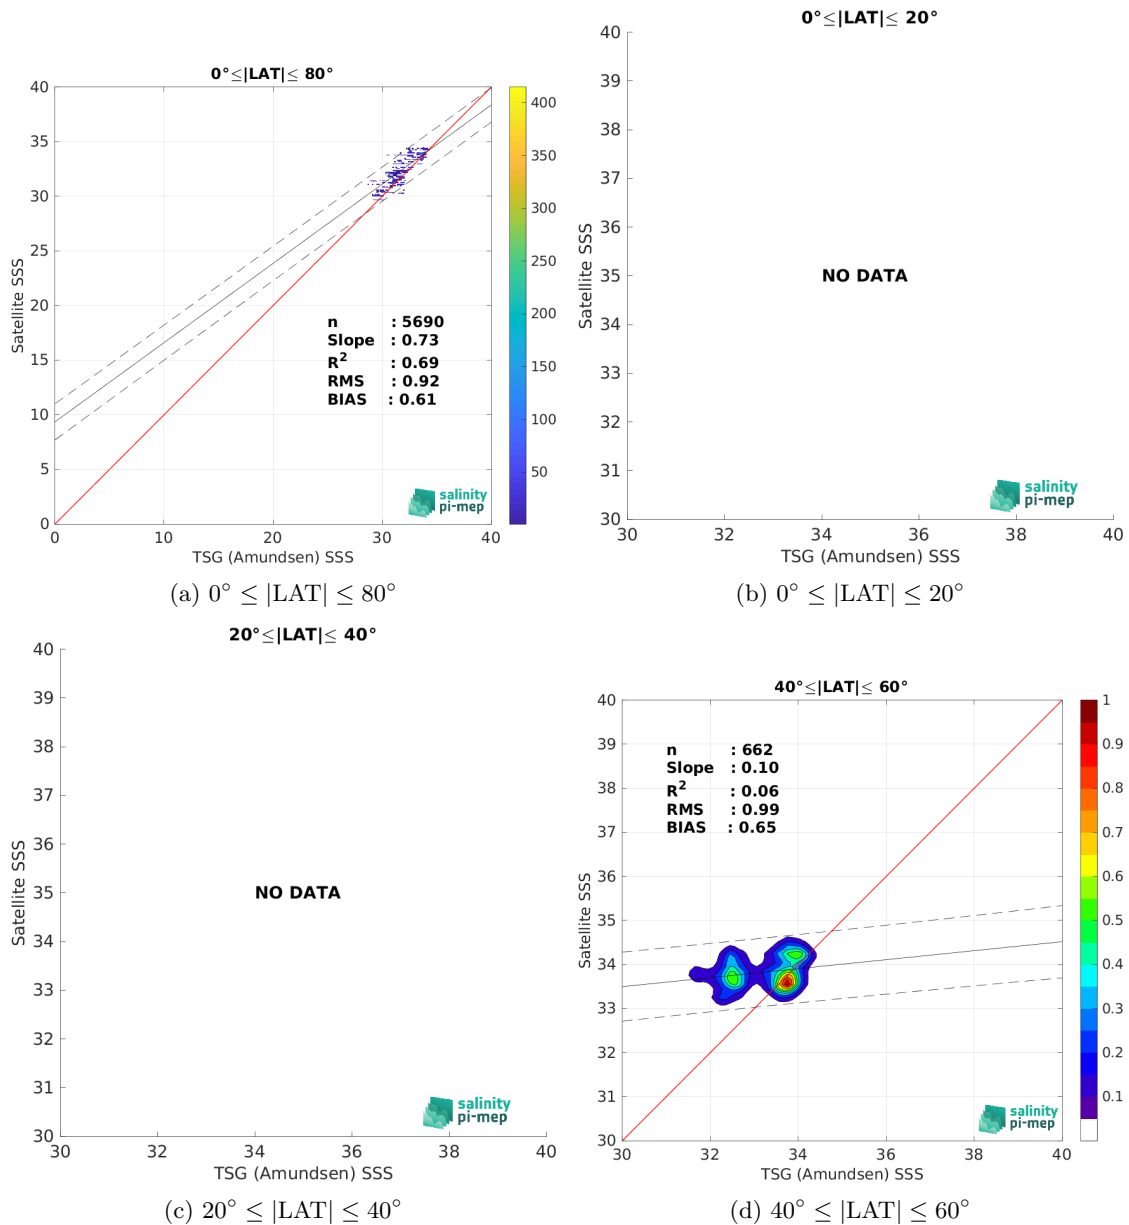 0°≤|LAT|≤ 80°
40
35
30
25
20
15
10
5
0
Satellite SSS
n : 5690
Slope : 0.73
R² : 0.69
RMS : 0.92
BIAS : 0.61
salinity
pi-mep
0 10 20 30 40
TSG (Amundsen) SSS
400
350
300
250
200
150
100
50
(a) 0° ≤ |LAT| ≤ 80°
0°≤|LAT|≤ 20°
40
39
38
37
36
35
34
33
32
31
30
Satellite SSS
NO DATA
salinity
pi-mep
30 32 34 36 38 40
TSG (Amundsen) SSS
(b) 0° ≤ |LAT| ≤ 20°
20°≤|LAT|≤ 40°
40
39
38
37
36
35
34
33
32
31
30
Satellite SSS
NO DATA
salinity
pi-mep
30 32 34 36 38 40
TSG (Amundsen) SSS
(c) 20° ≤ |LAT| ≤ 40°
40°≤|LAT|≤ 60°
40
39
38
37
36
35
34
33
32
31
30
Satellite SSS
n : 662
Slope : 0.10
R² : 0.06
RMS : 0.99
BIAS : 0.65
salinity
pi-mep
30 32 34 36 38 40
TSG (Amundsen) SSS
1
0.9
0.8
0.7
0.6
0.5
0.4
0.3
0.2
0.1
(d) 40° ≤ |LAT| ≤ 60°